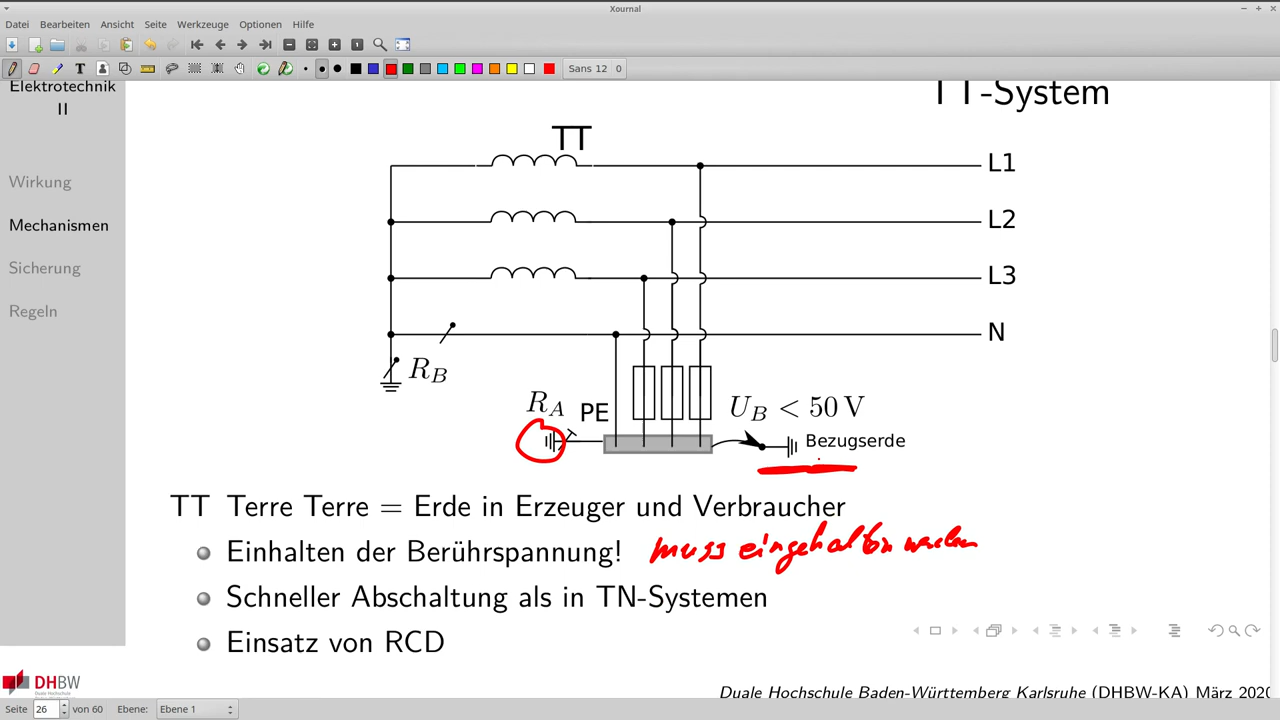 Xournal
Datei Bearbeiten Ansicht Seite Werkzeuge Optionen Hilfe
Sans 12 0
Elektrotechnik
II
Wirkung
Mechanismen
Sicherung
Regeln
TT-System
TT
L1
L2
L3
N
R_B
R_A PE
U_B < 50 V
Bezugserde
TT Terre Terre = Erde in Erzeuger und Verbraucher
Einhalten der Berührspannung! muss eingehalten werden
Schneller Abschaltung als in TN-Systemen
Einsatz von RCD
DHBW
Duale Hochschule
Duale Hochschule Baden-Württemberg Karlsruhe (DHBW-KA) März 2020
Seite 26 von 60 Ebene: Ebene 1